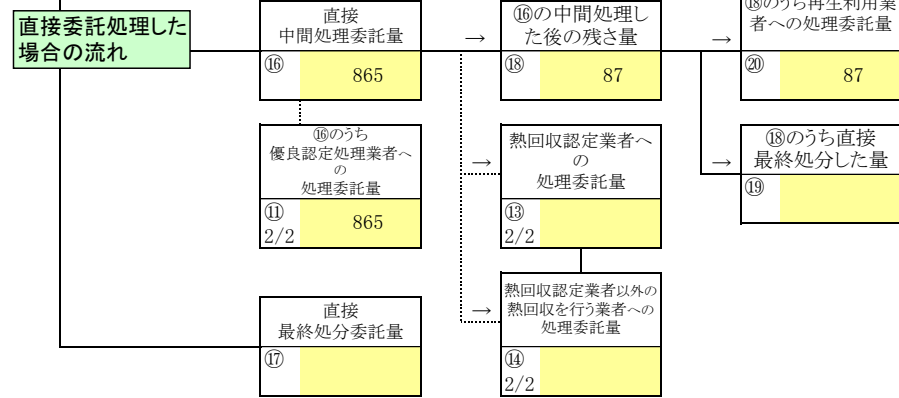 直接委託処理した
場合の流れ
直接
中間処理委託量
⑯
865
→
⑯の中間処理し
た後の残さ量
⑱
87
→
⑱のうち再生利用業
者への処理委託量
⑳
87
⑯のうち
優良認定処理業者へ
の
処理委託量
⑪
2/2
865
→
熱回収認定業者へ
の
処理委託量
⑬
2/2
→
⑱のうち直接
最終処分した量
⑲
直接
最終処分委託量
⑰
→
熱回収認定業者以外の
熱回収を行う業者への
処理委託量
⑭
2/2